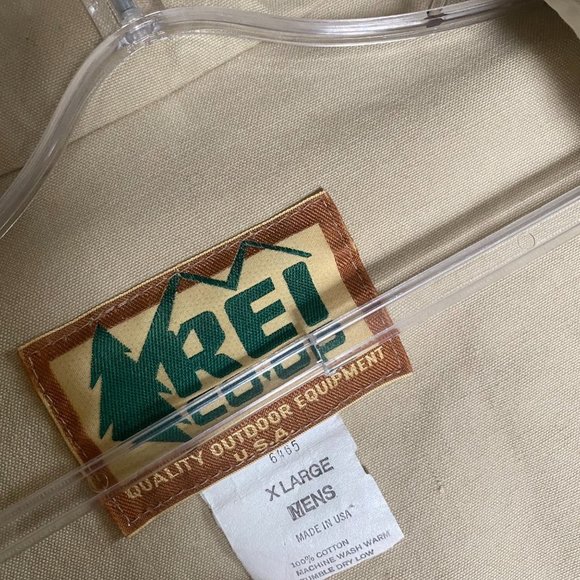 REI
CO-OP
QUALITY OUTDOOR EQUIPMENT
U.S.A.
6465
X LARGE
MENS
MADE IN USA
100% COTTON
MACHINE WASH WARM
TUMBLE DRY LOW